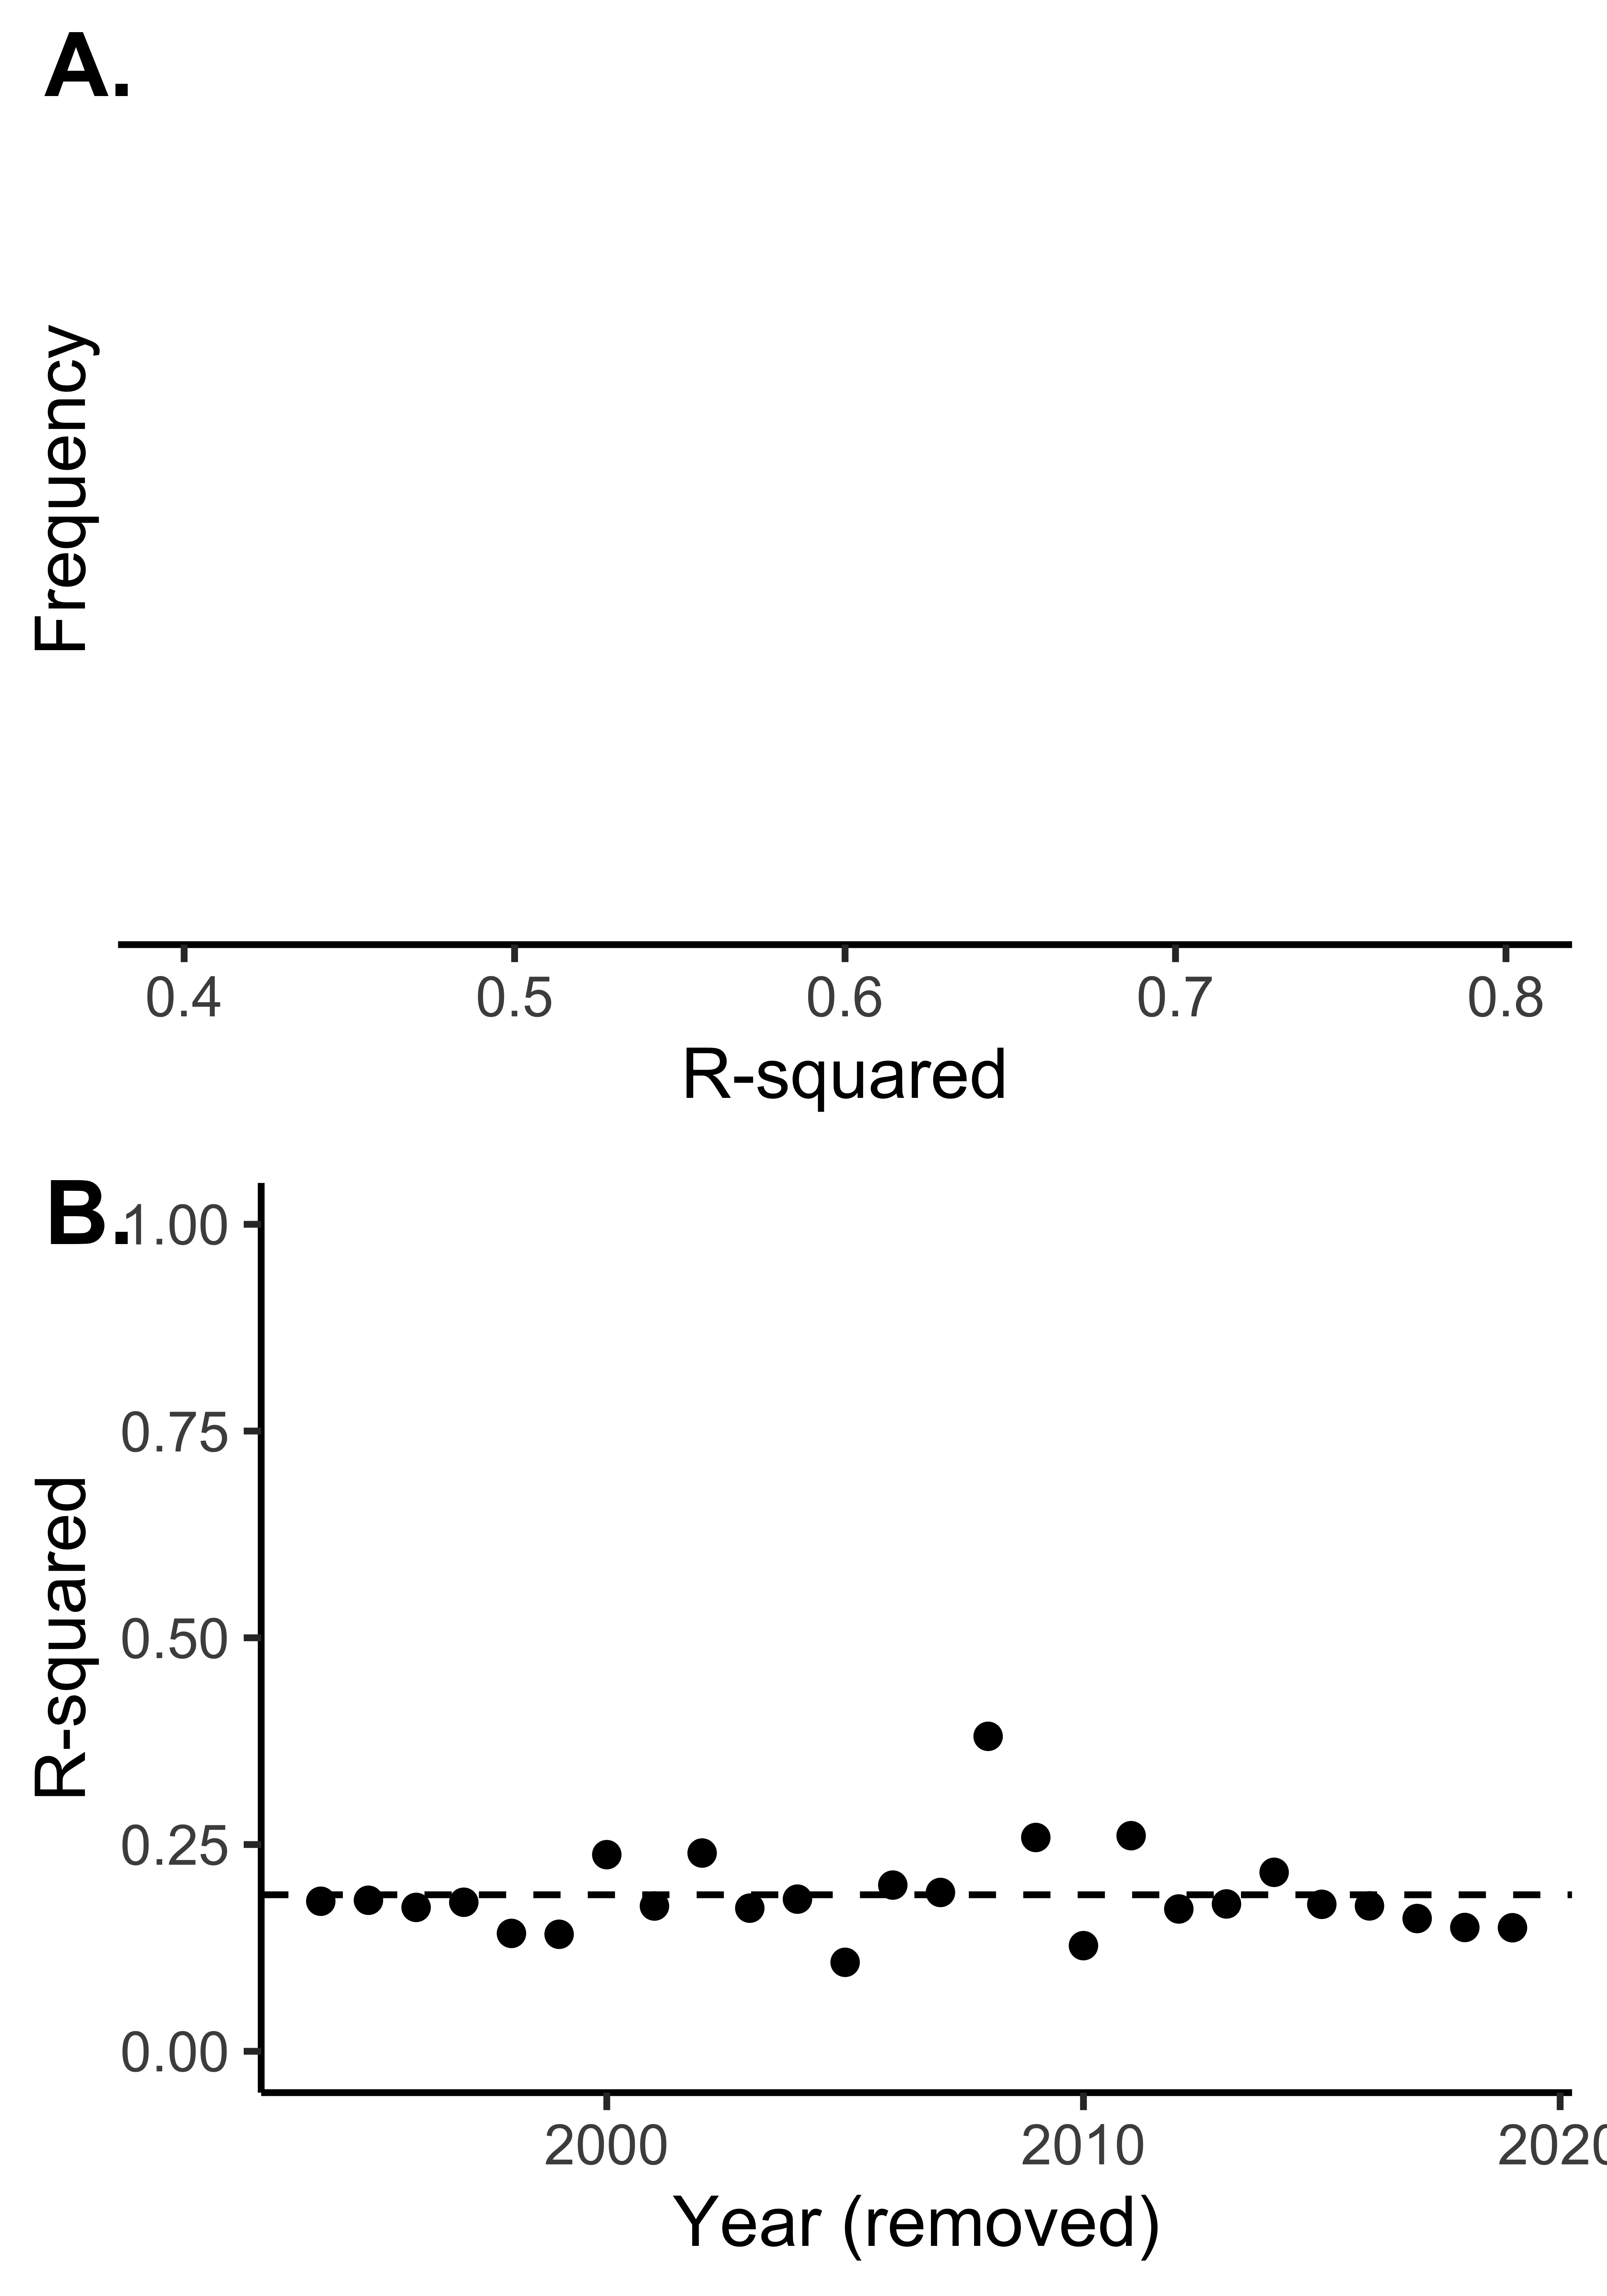 A.
Frequency
0.4 0.5 0.6 0.7 0.8
R-squared
B.
1.00
0.75
0.50
0.25
0.00
R-squared
2000 2010 2020
Year (removed)